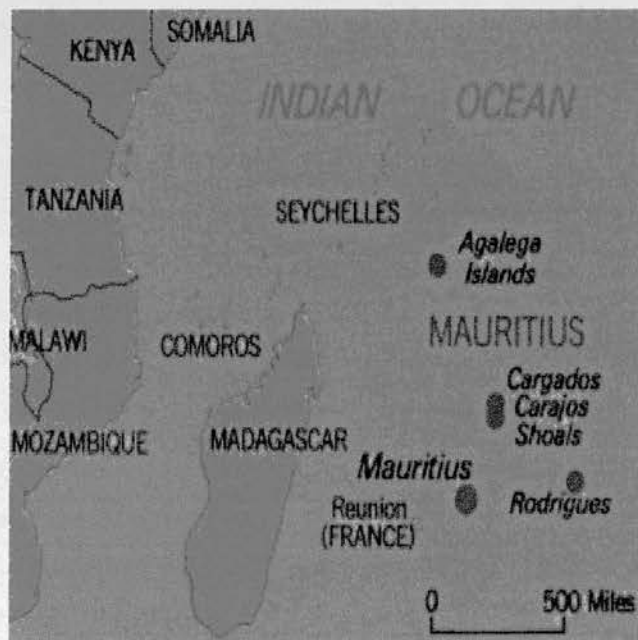 SOMALIA
KENYA
INDIAN OCEAN
TANZANIA
SEYCHELLES
Agalega
Islands
MALAWI
COMOROS
MAURITIUS
Cargados
Carajos
Shoals
MOZAMBIQUE
MADAGASCAR
Mauritius
Rodrigues
Reunion
(FRANCE)
0 500 Miles